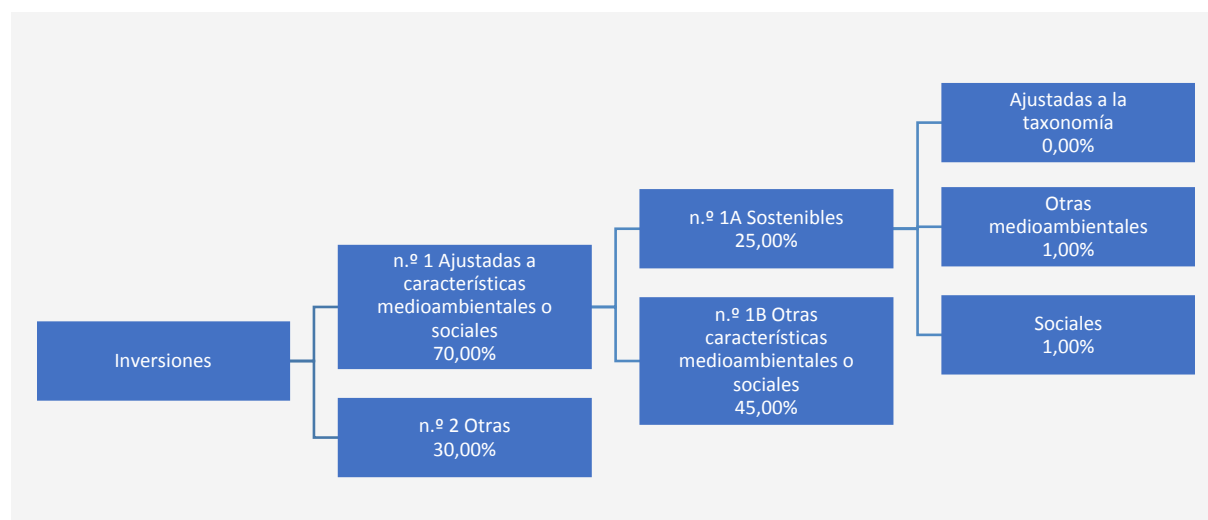 Inversiones
n.º 1 Ajustadas a
características
medioambientales o
sociales
70,00%
n.º 2 Otras
30,00%
n.º 1A Sostenibles
25,00%
n.º 1B Otras
características
medioambientales o
sociales
45,00%
Ajustadas a la
taxonomía
0,00%
Otras
medioambientales
1,00%
Sociales
1,00%